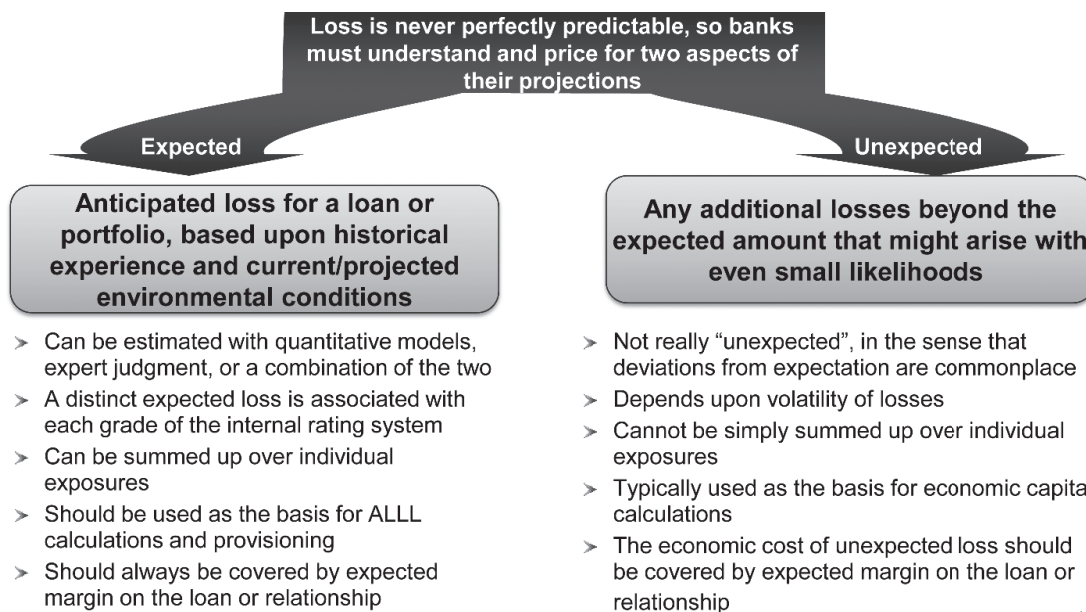 Loss is never perfectly predictable, so banks
must understand and price for two aspects of
their projections
Expected
Unexpected
Anticipated loss for a loan or
portfolio, based upon historical
experience and current/projected
environmental conditions
Any additional losses beyond the
expected amount that might arise with
even small likelihoods
➢ Can be estimated with quantitative models,
expert judgment, or a combination of the two
➢ A distinct expected loss is associated with
each grade of the internal rating system
➢ Can be summed up over individual
exposures
➢ Should be used as the basis for ALLL
calculations and provisioning
➢ Should always be covered by expected
margin on the loan or relationship
➢ Not really “unexpected”, in the sense that
deviations from expectation are commonplace
➢ Depends upon volatility of losses
➢ Cannot be simply summed up over individual
exposures
➢ Typically used as the basis for economic capita
calculations
➢ The economic cost of unexpected loss should
be covered by expected margin on the loan or
relationship